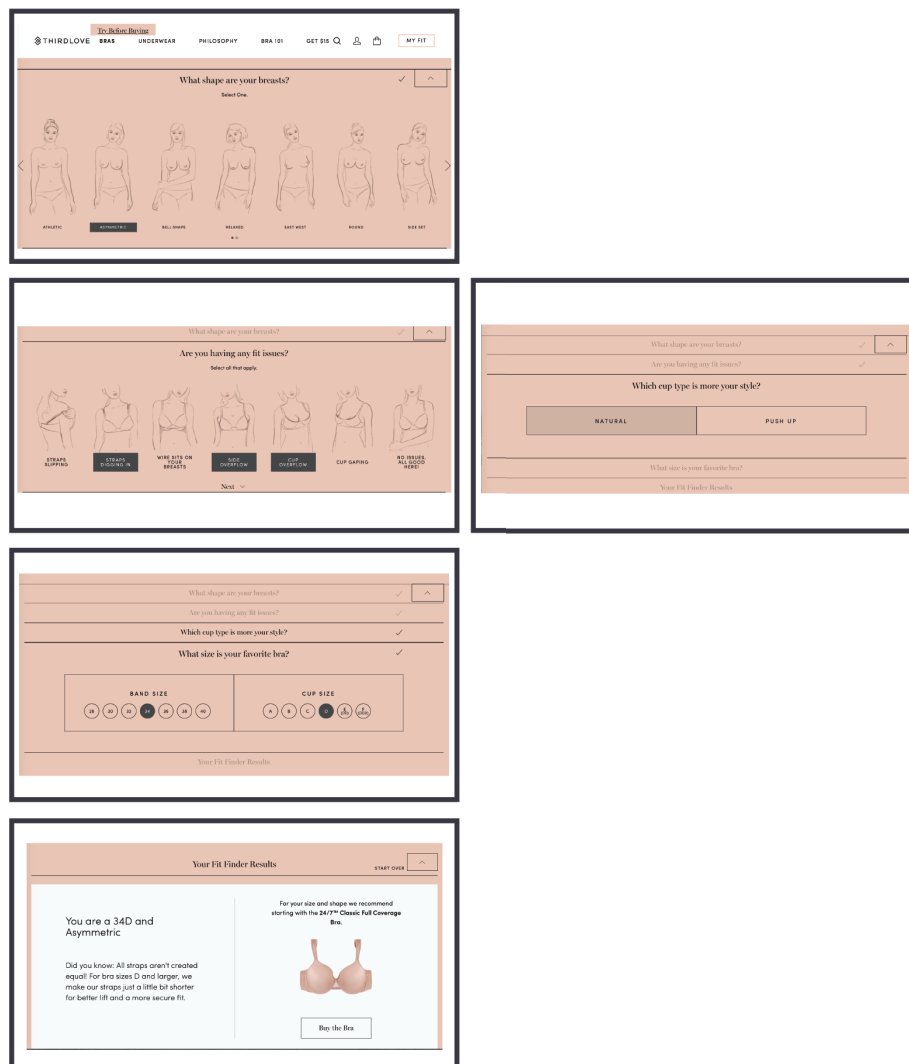 Try Before Buying
THIRDLOVE BRAS UNDERWEAR PHILOSOPHY BRA 101 GET $15 MY FIT
What shape are your breasts?
Select One.
ATHLETIC ASYMMETRIC BELL SHAPE RELAXED EAST WEST ROUND SIDE SET
What shape are your breasts?
Are you having any fit issues?
Select all that apply.
STRAPS SLIPPING
STRAPS DIGGING IN
WIRE SITS ON YOUR BREASTS
SIDE OVERFLOW
CUP OVERFLOW
CUP GAPING
NO ISSUES, ALL GOOD HERE!
Next
What shape are your breasts?
Are you having any fit issues?
Which cup type is more your style?
NATURAL PUSH UP
What size is your favorite bra?
Your Fit Finder Results
What shape are your breasts?
Are you having any fit issues?
Which cup type is more your style?
What size is your favorite bra?
BAND SIZE
28 30 32 34 36 38 40
CUP SIZE
A B C D E F
Your Fit Finder Results
Your Fit Finder Results
START OVER
You are a 34D and
Asymmetric
Did you know: All straps aren't created
equal! For bra sizes D and larger, we
make our straps just a little bit shorter
for better lift and a more secure fit.
For your size and shape we recommend
starting with the 24/7™ Classic Full Coverage
Bra.
Buy the Bra